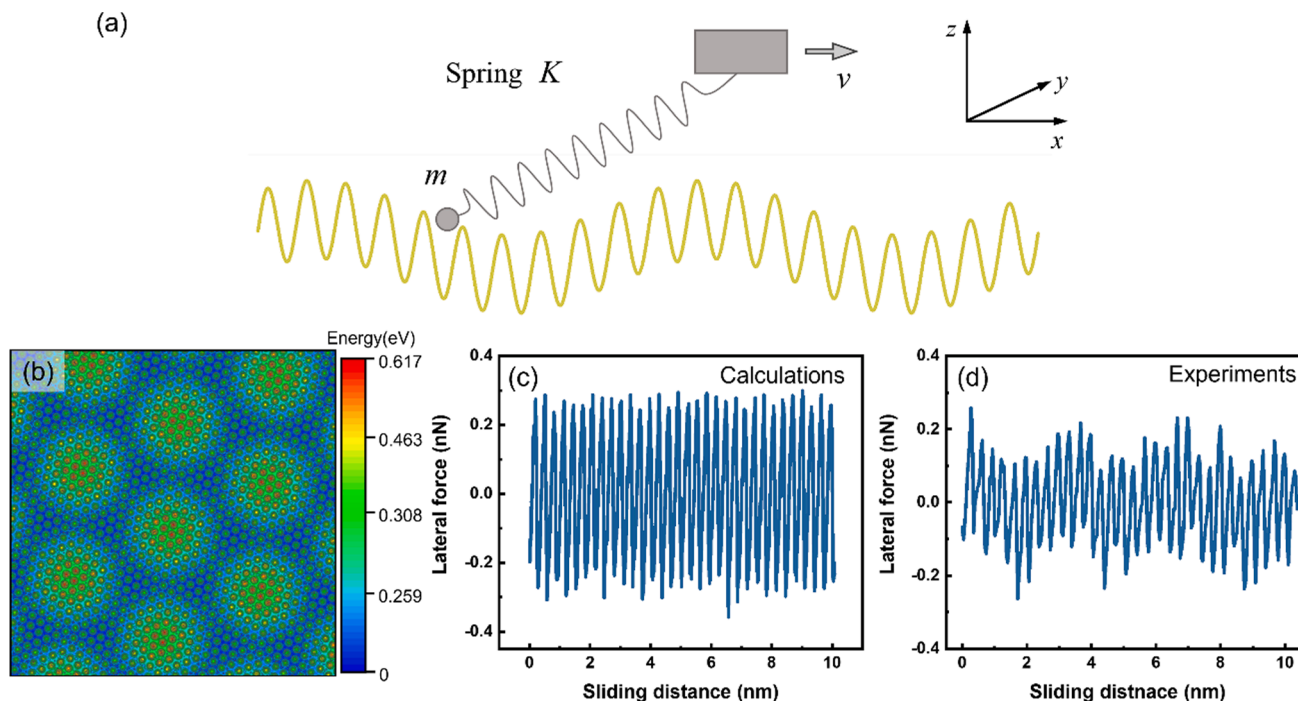 (a)
Spring K
v
m
z
y
x
(b)
Energy(eV)
0.617
0.463
0.308
0.259
0
(c)
Calculations
Lateral force (nN)
0.4
0.2
0.0
-0.2
-0.4
0 2 4 6 8 10
Sliding distance (nm)
(d)
Experiments
Lateral force (nN)
0.4
0.2
0.0
-0.2
-0.4
0 2 4 6 8 10
Sliding distnace (nm)